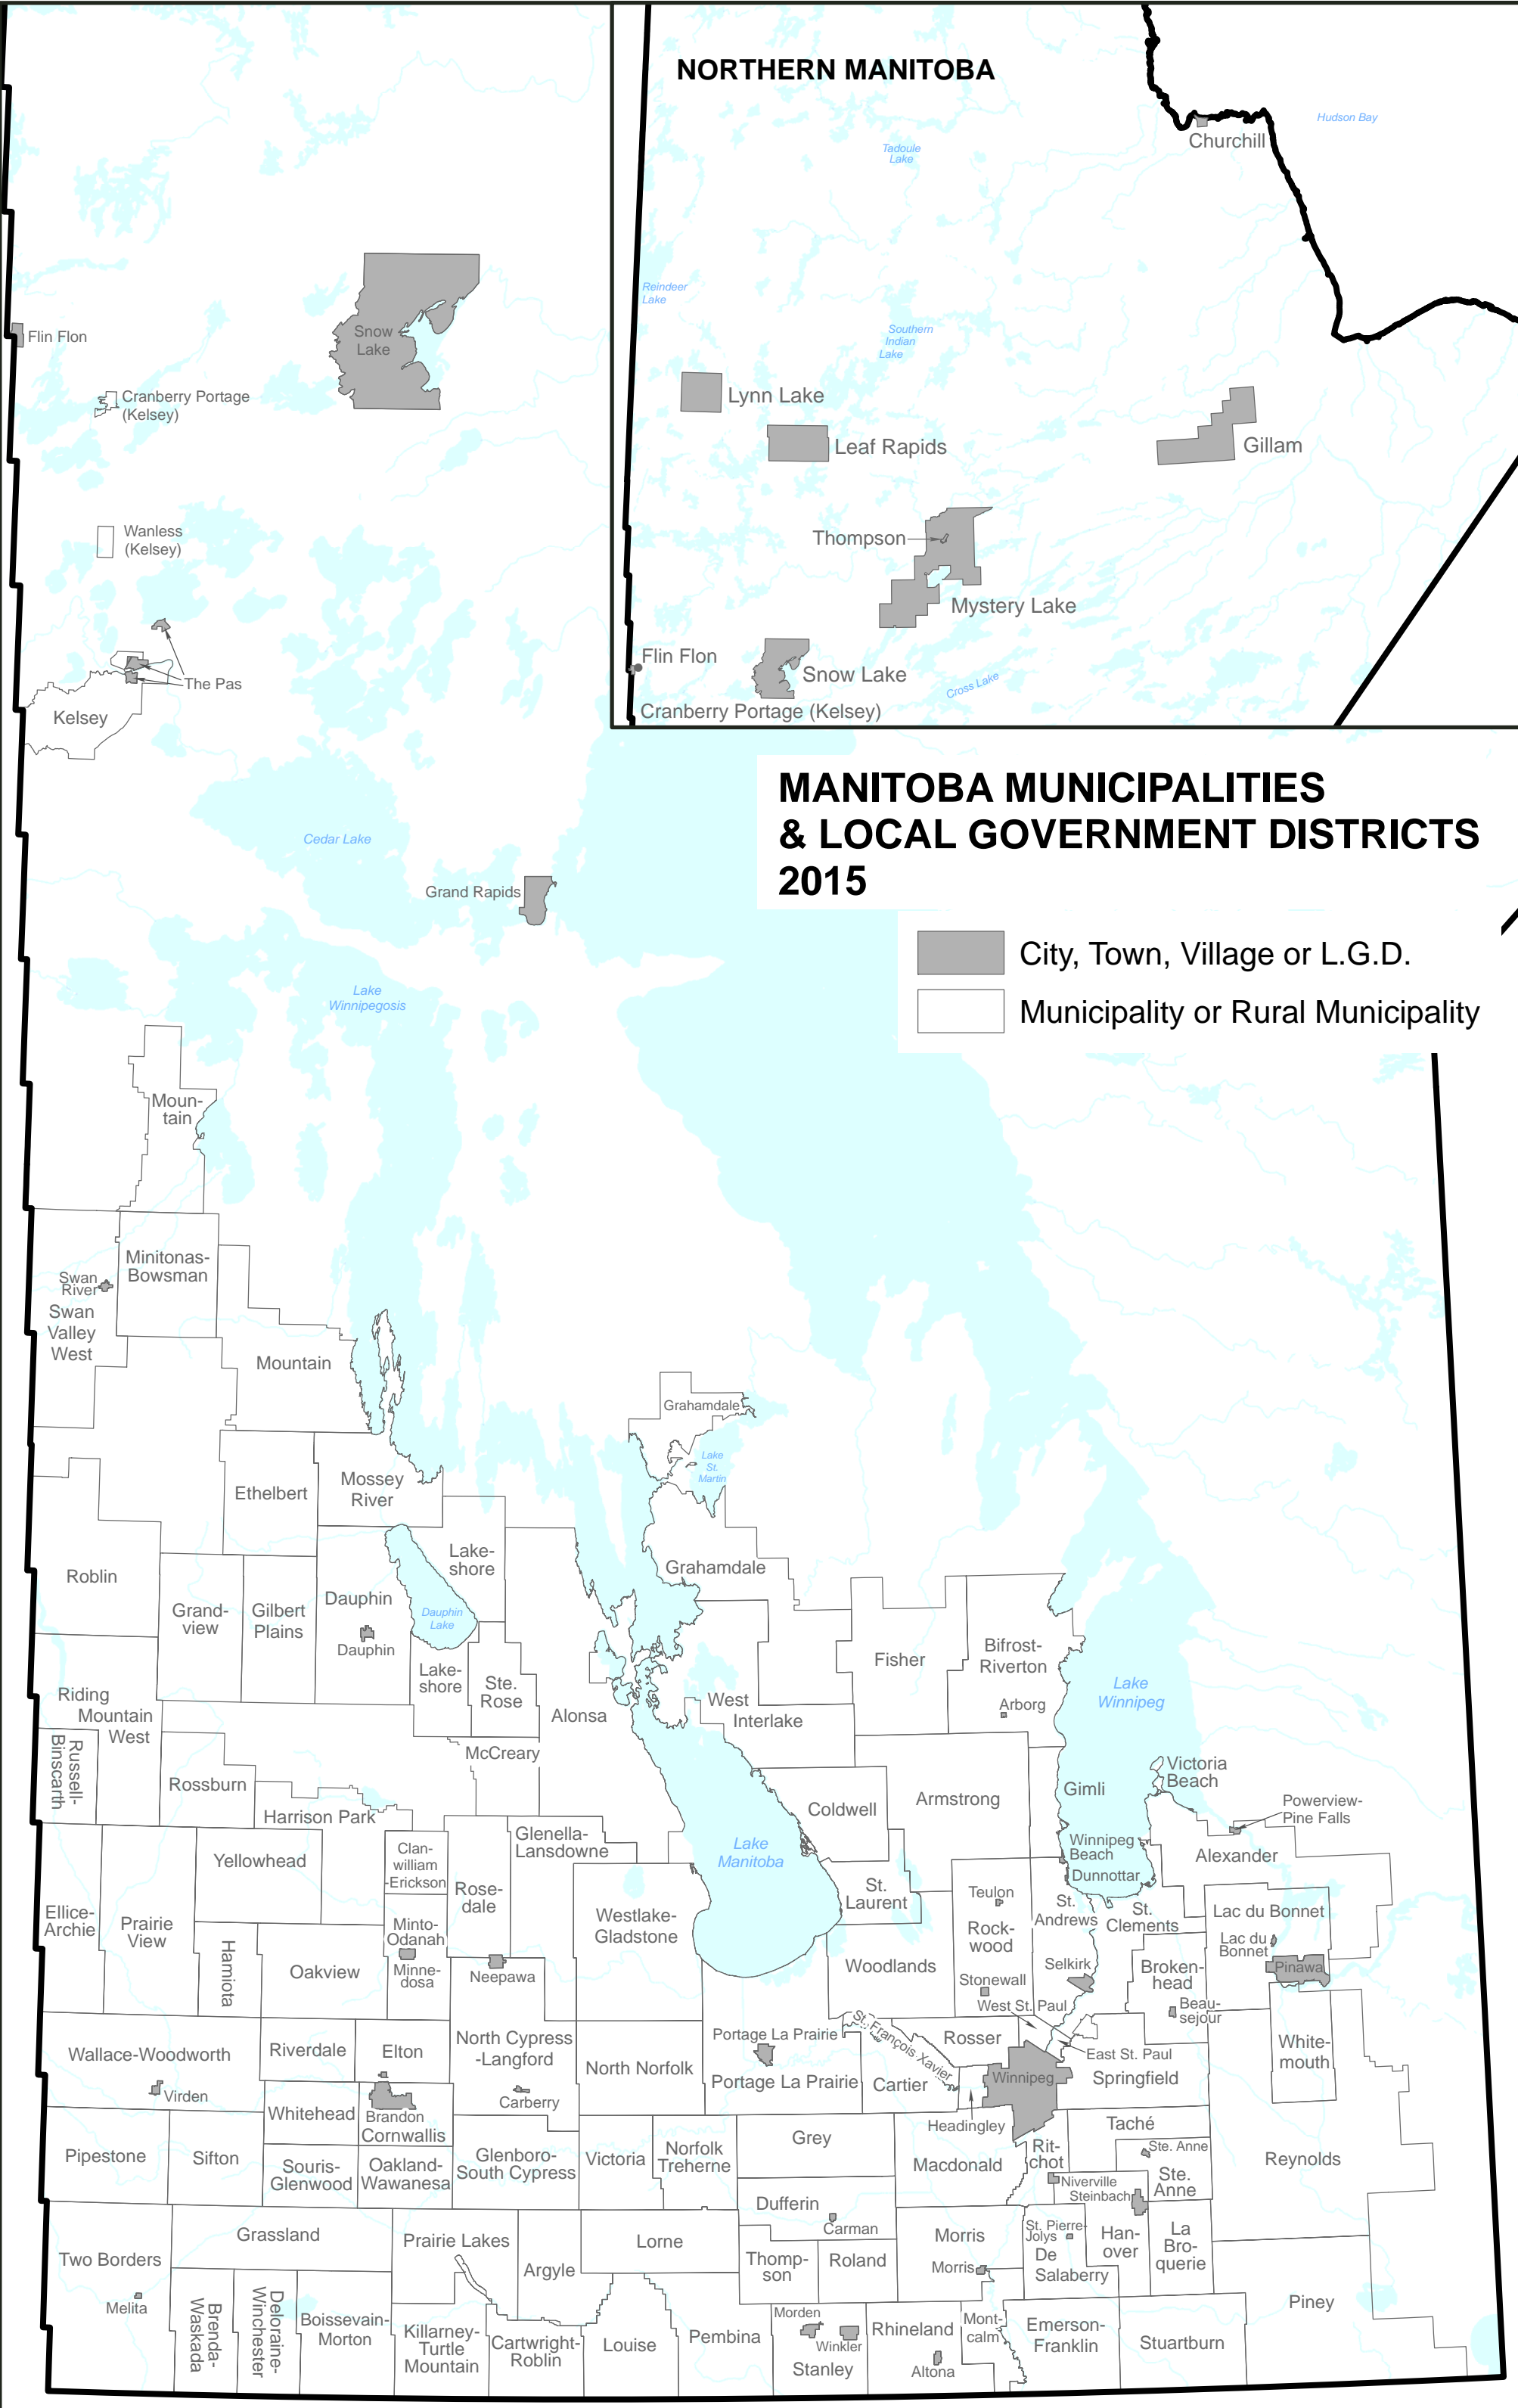 NORTHERN MANITOBA
Hudson Bay
Churchill
Tadoule
Lake
Reindeer
Lake
Southern
Indian
Lake
Lynn Lake
Leaf Rapids
Gillam
Thompson
Mystery Lake
Flin Flon
Snow Lake
Cross Lake
Cranberry Portage (Kelsey)
Snow
Lake
Flin Flon
Cranberry Portage
(Kelsey)
Wanless
(Kelsey)
The Pas
Kelsey
MANITOBA MUNICIPALITIES
& LOCAL GOVERNMENT DISTRICTS
2015
City, Town, Village or L.G.D.
Municipality or Rural Municipality
Cedar Lake
Grand Rapids
Lake
Winnipegosis
Moun-
tain
Minitonas-
Bowsman
Swan
River
Swan
Valley
West
Mountain
Grahamdale
Lake
St.
Martin
Ethelbert
Mossey
River
Lake-
shore
Grahamdale
Roblin
Grand-
view
Gilbert
Plains
Dauphin
Dauphin
Dauphin
Lake
Lake-
shore
Ste.
Rose
Alonsa
Fisher
Bifrost-
Riverton
Arborg
Lake
Winnipeg
West
Interlake
Riding
Mountain
West
Russell-
Binscarth
McCreary
Rossburn
Harrison Park
Coldwell
Armstrong
Gimli
Victoria
Beach
Powerview-
Pine Falls
Yellowhead
Clan-
william
-Erickson
Glenella-
Lansdowne
Lake
Manitoba
Winnipeg
Beach
Dunnottar
Alexander
Ellice-
Archie
Prairie
View
Hamiota
Oakview
Minto-
Odanah
Minne-
dosa
Rose-
dale
Neepawa
Westlake-
Gladstone
St.
Laurent
Teulon
Rock-
wood
St.
Andrews
St.
Clements
Lac du Bonnet
Lac du
Bonnet
Pinawa
Woodlands
Stonewall
Selkirk
Broken-
head
Beau-
sejour
West St. Paul
Wallace-Woodworth
Virden
Riverdale
Elton
North Cypress
-Langford
Carberry
North Norfolk
Portage La Prairie
Portage La Prairie
St. François Xavier
Cartier
Rosser
Winnipeg
East St. Paul
Springfield
White-
mouth
Headingley
Whitehead
Brandon
Cornwallis
Pipestone
Sifton
Souris-
Glenwood
Oakland-
Wawanesa
Glenboro-
South Cypress
Victoria
Norfolk
Treherne
Grey
Macdonald
Rit-
chot
Taché
Ste. Anne
Ste.
Anne
Niverville
Steinbach
Reynolds
Dufferin
Carman
Grassland
Prairie Lakes
Argyle
Lorne
Thomp-
son
Roland
Morris
Morris
St. Pierre-
Jolys
De
Salaberry
Han-
over
La
Bro-
querie
Two Borders
Melita
Brenda-
Waskada
Deloraine-
Winchester
Boissevain-
Morton
Killarney-
Turtle
Mountain
Cartwright-
Roblin
Louise
Pembina
Morden
Winkler
Stanley
Rhineland
Altona
Mont-
calm
Emerson-
Franklin
Stuartburn
Piney